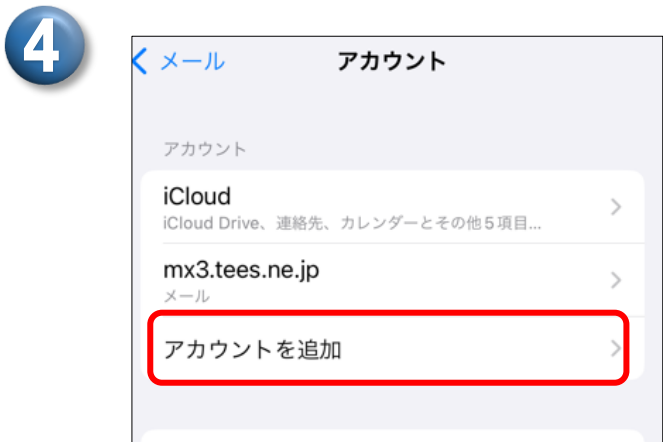 4
メール アカウント
アカウント
iCloud
iCloud Drive、連絡先、カレンダーとその他5項目...
mx3.tees.ne.jp
メール
アカウントを追加